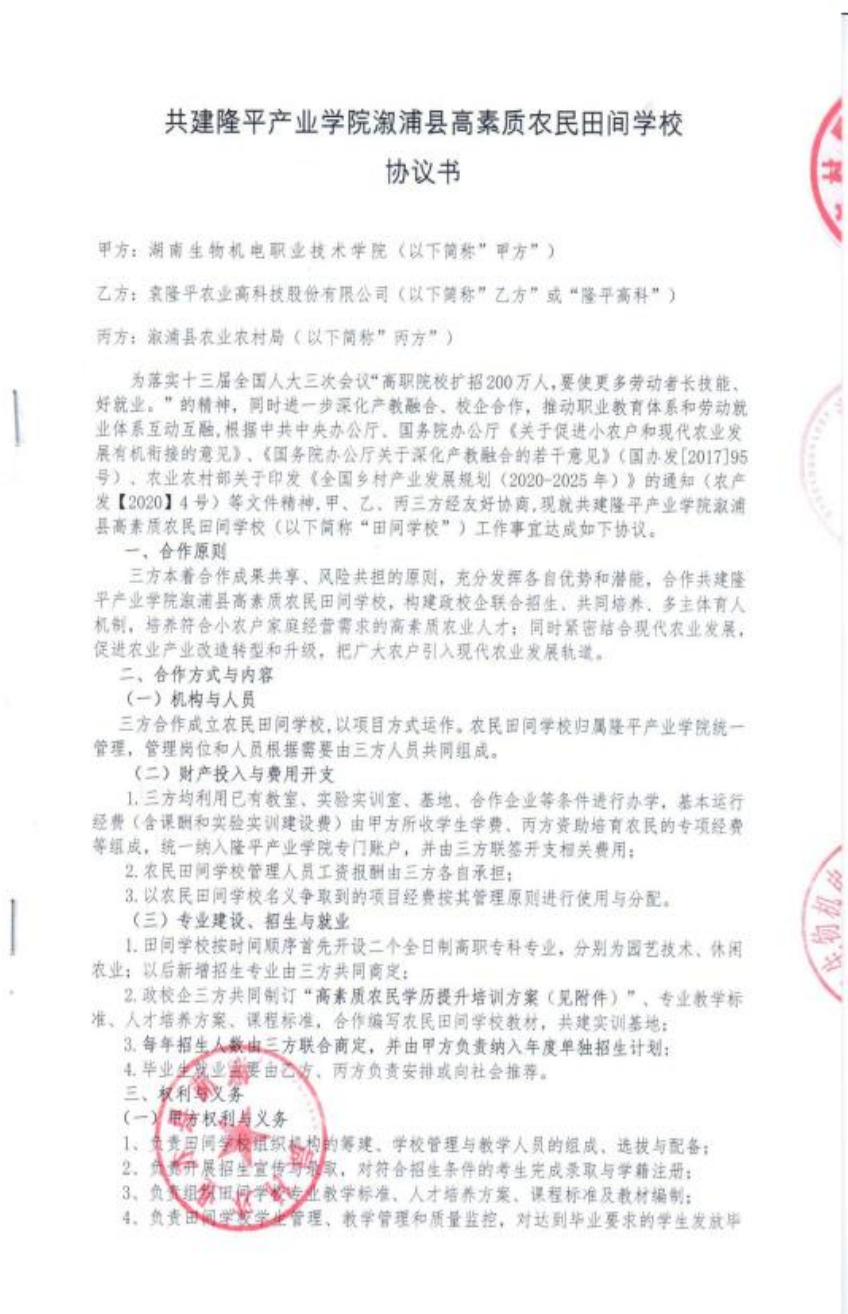 共建隆平产业学院溆浦县高素质农民田间学校
协议书
甲方：湖南生物机电职业技术学院（以下简称”甲方”）
乙方：袁隆平农业高科技股份有限公司（以下简称”乙方”或“隆平高科”）
丙方：溆浦县农业农村局（以下简称”丙方”）
为落实十三届全国人大三次会议“高职院校扩招200万人,要使更多劳动者长技能、
好就业。”的精神，同时进一步深化产教融合、校企合作，推动职业教育体系和劳动就
业体系互动互融,根据中共中央办公厅、国务院办公厅《关于促进小农户和现代农业发
展有机衔接的意见》、《国务院办公厅关于深化产教融合的若干意见》（国办发[2017]95
号）、农业农村部关于印发《全国乡村产业发展规划（2020-2025年）》的通知（农产
发【2020】4号）等文件精神,甲、乙、丙三方经友好协商,现就共建隆平产业学院溆浦
县高素质农民田间学校（以下简称“田间学校”）工作事宜达成如下协议。
一、合作原则
三方本着合作成果共享、风险共担的原则，充分发挥各自优势和潜能，合作共建隆
平产业学院溆浦县高素质农民田间学校，构建政校企联合招生、共同培养、多主体育人
机制，培养符合小农户家庭经营需求的高素质农业人才；同时紧密结合现代农业发展，
促进农业产业改造转型和升级，把广大农户引入现代农业发展轨道。
二、合作方式与内容
（一）机构与人员
三方合作成立农民田间学校,以项目方式运作。农民田间学校归属隆平产业学院统一
管理，管理岗位和人员根据需要由三方人员共同组成。
（二）财产投入与费用开支
1.三方均利用已有教室、实验实训室、基地、合作企业等条件进行办学，基本运行
经费（含课酬和实验实训建设费）由甲方所收学生学费、丙方资助培育农民的专项经费
等组成，统一纳入隆平产业学院专门账户，并由三方联签开支相关费用；
2.农民田间学校管理人员工资报酬由三方各自承担；
3.以农民田间学校名义争取到的项目经费按其管理原则进行使用与分配。
（三）专业建设、招生与就业
1.田间学校按时间顺序首先开设二个全日制高职专科专业，分别为园艺技术、休闲
农业；以后新增招生专业由三方共同商定；
2.政校企三方共同制订“高素质农民学历提升培训方案（见附件）”、专业教学标
准、人才培养方案、课程标准，合作编写农民田间学校教材，共建实训基地；
3.每年招生人数由三方联合商定，并由甲方负责纳入年度单独招生计划；
4.毕业生就业主要由乙方、丙方负责安排或向社会推荐。
三、权利与义务
（一）甲方权利与义务
1、负责田间学校组织机构的筹建、学校管理与教学人员的组成、选拔与配备；
2、负责开展招生宣传与录取，对符合招生条件的考生完成录取与学籍注册；
3、负责组织田间学校专业教学标准、人才培养方案、课程标准及教材编制；
4、负责田间学校学生管理、教学管理和质量监控，对达到毕业要求的学生发放毕